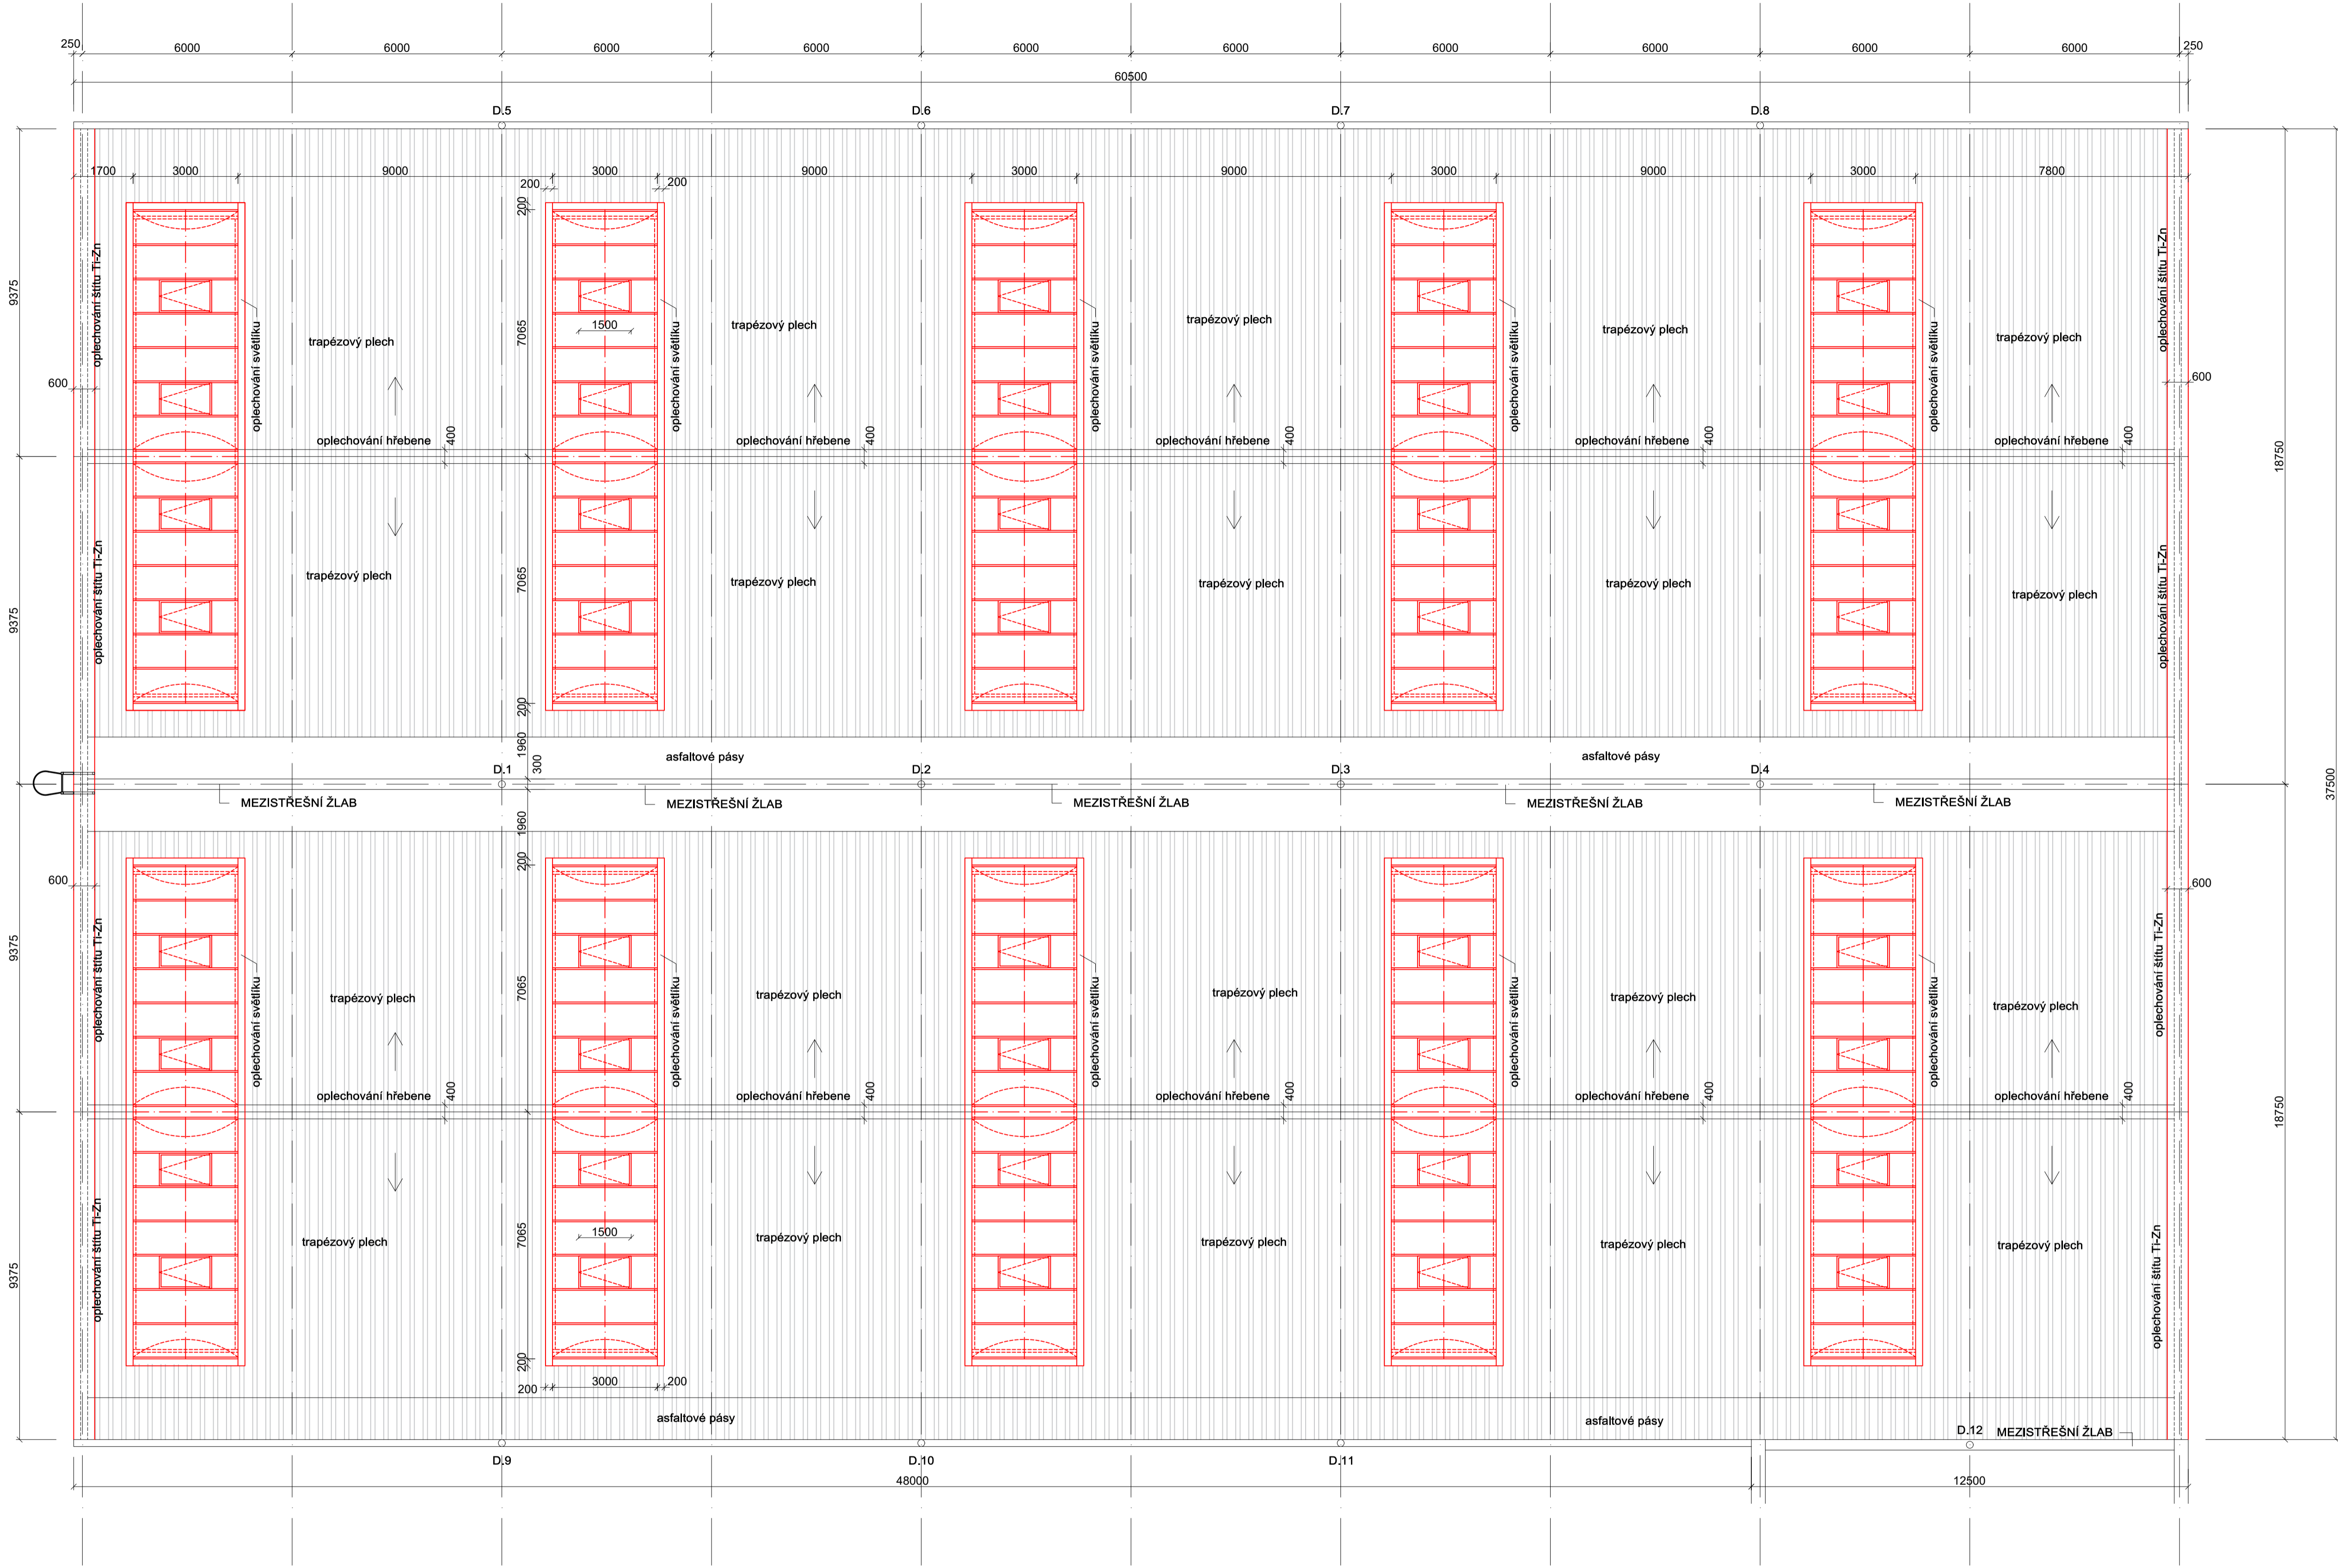 250 6000 6000 6000 6000 6000 6000 6000 6000 6000 6000 250
60500
D.5 D.6 D.7 D.8
1700 3000 9000 200 3000 200 9000 3000 9000 3000 9000 3000 7800
200
9375
oplechování štítu Ti-Zn
oplechování světlíku
oplechování světlíku
oplechování světlíku
oplechování světlíku
oplechování světlíku
oplechování štítu Ti-Zn
trapézový plech
7065
1500
trapézový plech
trapézový plech
trapézový plech
trapézový plech
600
600
oplechování hřebene 400
oplechování hřebene 400
oplechování hřebene 400
oplechování hřebene 400
oplechování hřebene 400
18750
9375
oplechování štítu Ti-Zn
trapézový plech
7065
trapézový plech
trapézový plech
trapézový plech
trapézový plech
oplechování štítu Ti-Zn
200
1960
300
asfaltové pásy
asfaltové pásy
D.1 D.2 D.3 D.4
MEZISTŘEŠNÍ ŽLAB
MEZISTŘEŠNÍ ŽLAB
MEZISTŘEŠNÍ ŽLAB
MEZISTŘEŠNÍ ŽLAB
MEZISTŘEŠNÍ ŽLAB
37500
1960
200
600
600
9375
oplechování štítu Ti-Zn
oplechování světlíku
oplechování světlíku
oplechování světlíku
oplechování světlíku
oplechování světlíku
oplechování štítu Ti-Zn
trapézový plech
7065
trapézový plech
trapézový plech
trapézový plech
trapézový plech
oplechování hřebene 400
oplechování hřebene 400
oplechování hřebene 400
oplechování hřebene 400
oplechování hřebene 400
18750
9375
oplechování štítu Ti-Zn
trapézový plech
7065
1500
trapézový plech
trapézový plech
trapézový plech
trapézový plech
oplechování štítu Ti-Zn
200
200 3000 200
asfaltové pásy
asfaltové pásy
D.12 MEZISTŘEŠNÍ ŽLAB
D.9 D.10 D.11
48000 12500